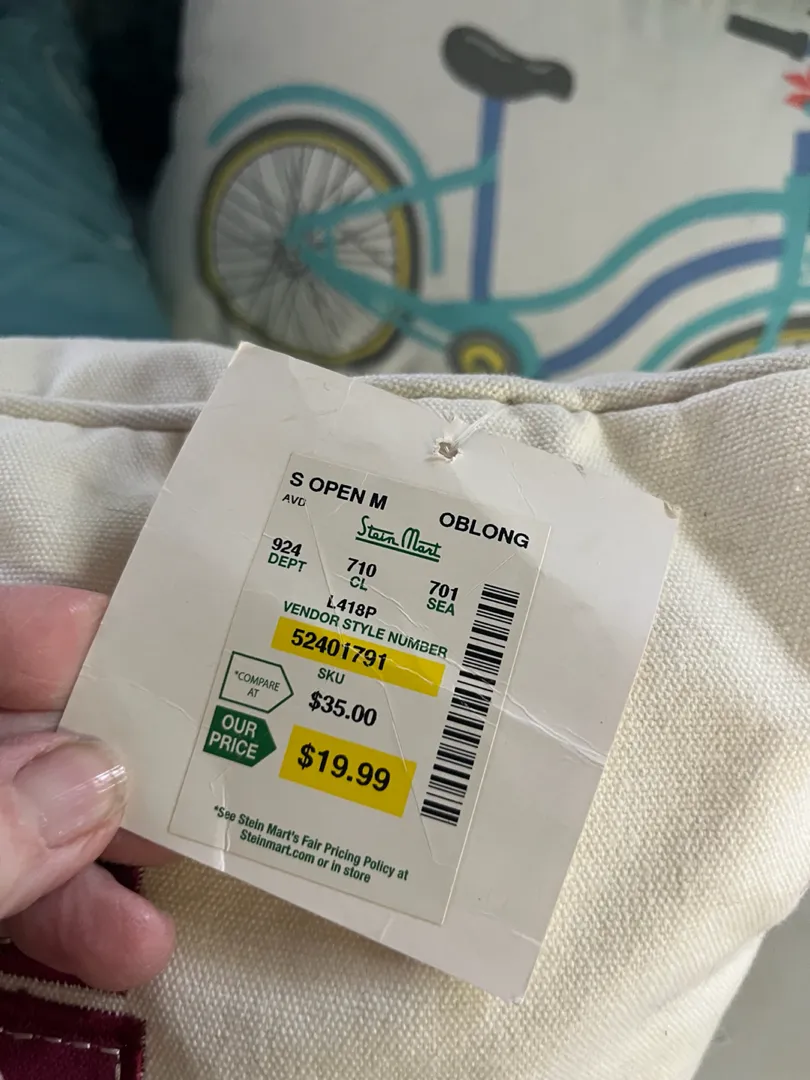 S OPEN M OBLONG
AVD
Stein Mart
924 710 701
DEPT CL SEA
L418P
VENDOR STYLE NUMBER
52401791
SKU
*COMPARE
AT
$35.00
OUR
PRICE
$19.99
*See Stein Mart's Fair Pricing Policy at
Steinmart.com or in store